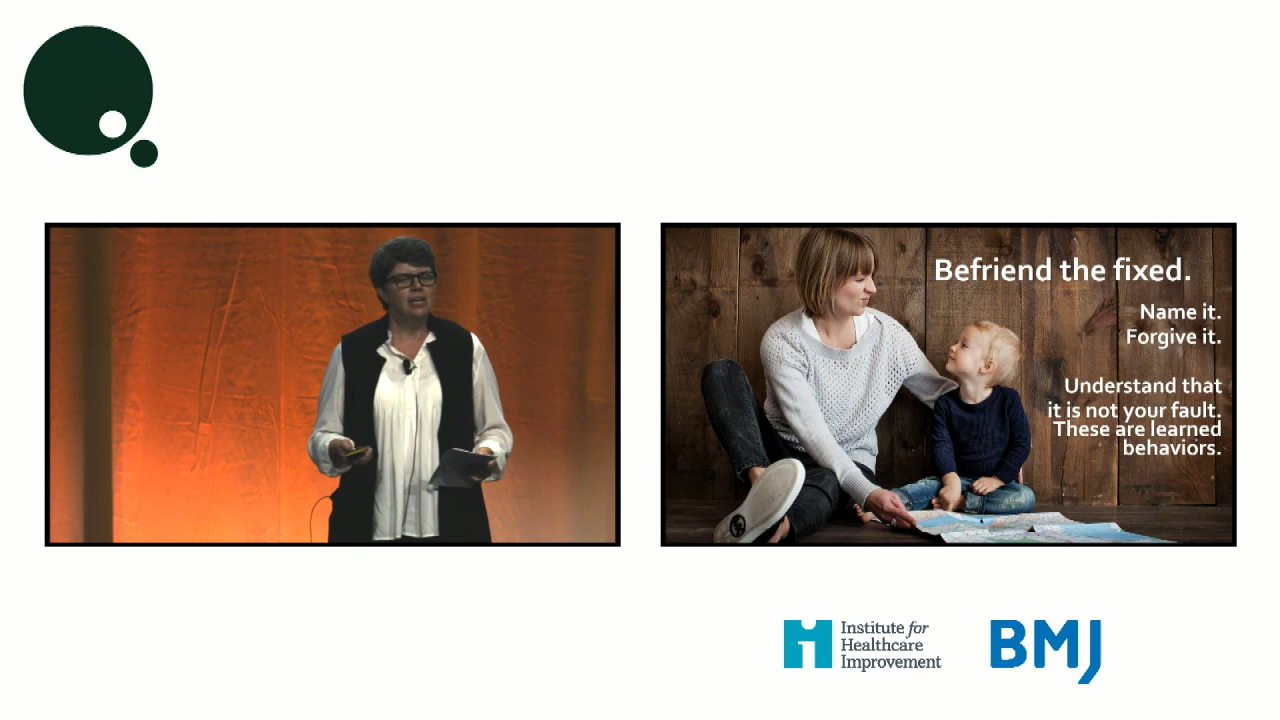 Befriend the fixed.
Name it.
Forgive it.
Understand that
it is not your fault.
These are learned
behaviors.
Institute for
Healthcare
Improvement
BMJ